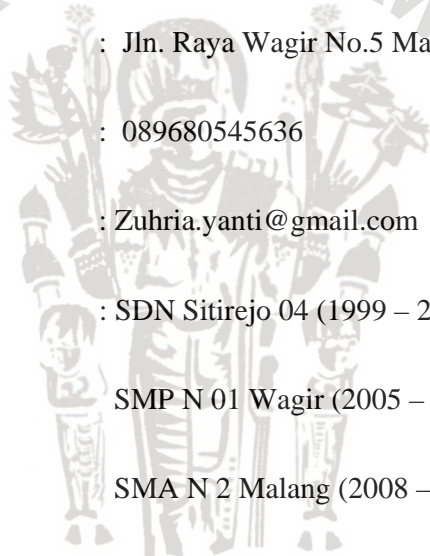 : Jln. Raya Wagir No.5 Ma
: 089680545636
: Zuhria.yanti@gmail.com
: SDN Sitirejo 04 (1999 – 2
SMP N 01 Wagir (2005 –
SMA N 2 Malang (2008 –